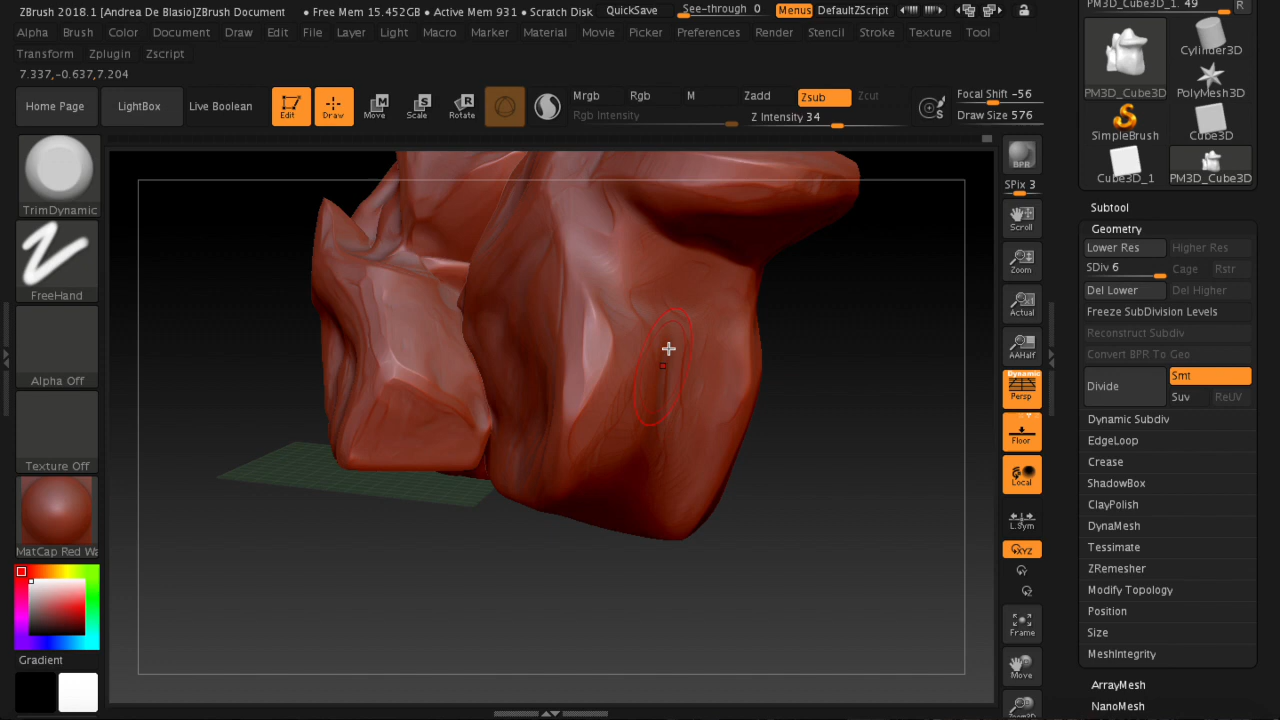 ZBrush 2018.1 [Andrea De Blasio]ZBrush Document • Free Mem 15.452GB • Active Mem 931 • Scratch Disk QuickSave See-through 0 Menus DefaultZScript
PM3D_Cube3D_1. 49 R
Alpha Brush Color Document Draw Edit File Layer Light Macro Marker Material Movie Picker Preferences Render Stencil Stroke Texture Tool
Transform Zplugin Zscript
7.337,-0.637,7.204
Home Page LightBox Live Boolean Edit Draw Move Scale Rotate
M S R
Mrgb Rgb M Zadd Zsub Zcut
Rgb Intensity Z Intensity 34
S
Focal Shift -56
Draw Size 576
TrimDynamic
FreeHand
Alpha Off
Texture Off
MatCap Red Wa
Gradient
BPR
SPix 3
Scroll
Zoom
Actual
AAHalf
Dynamic
Persp
Floor
Local
L.Sym
XYZ
Y
Z
Frame
Move
Zoom3D
Cylinder3D
PM3D_Cube3D PolyMesh3D
SimpleBrush Cube3D
Cube3D_1 PM3D_Cube3D
Subtool
Geometry
Lower Res Higher Res
SDiv 6 Cage Rstr
Del Lower Del Higher
Freeze SubDivision Levels
Reconstruct Subdiv
Convert BPR To Geo
Divide Smt
Suv ReUV
Dynamic Subdiv
EdgeLoop
Crease
ShadowBox
ClayPolish
DynaMesh
Tessimate
ZRemesher
Modify Topology
Position
Size
MeshIntegrity
ArrayMesh
NanoMesh